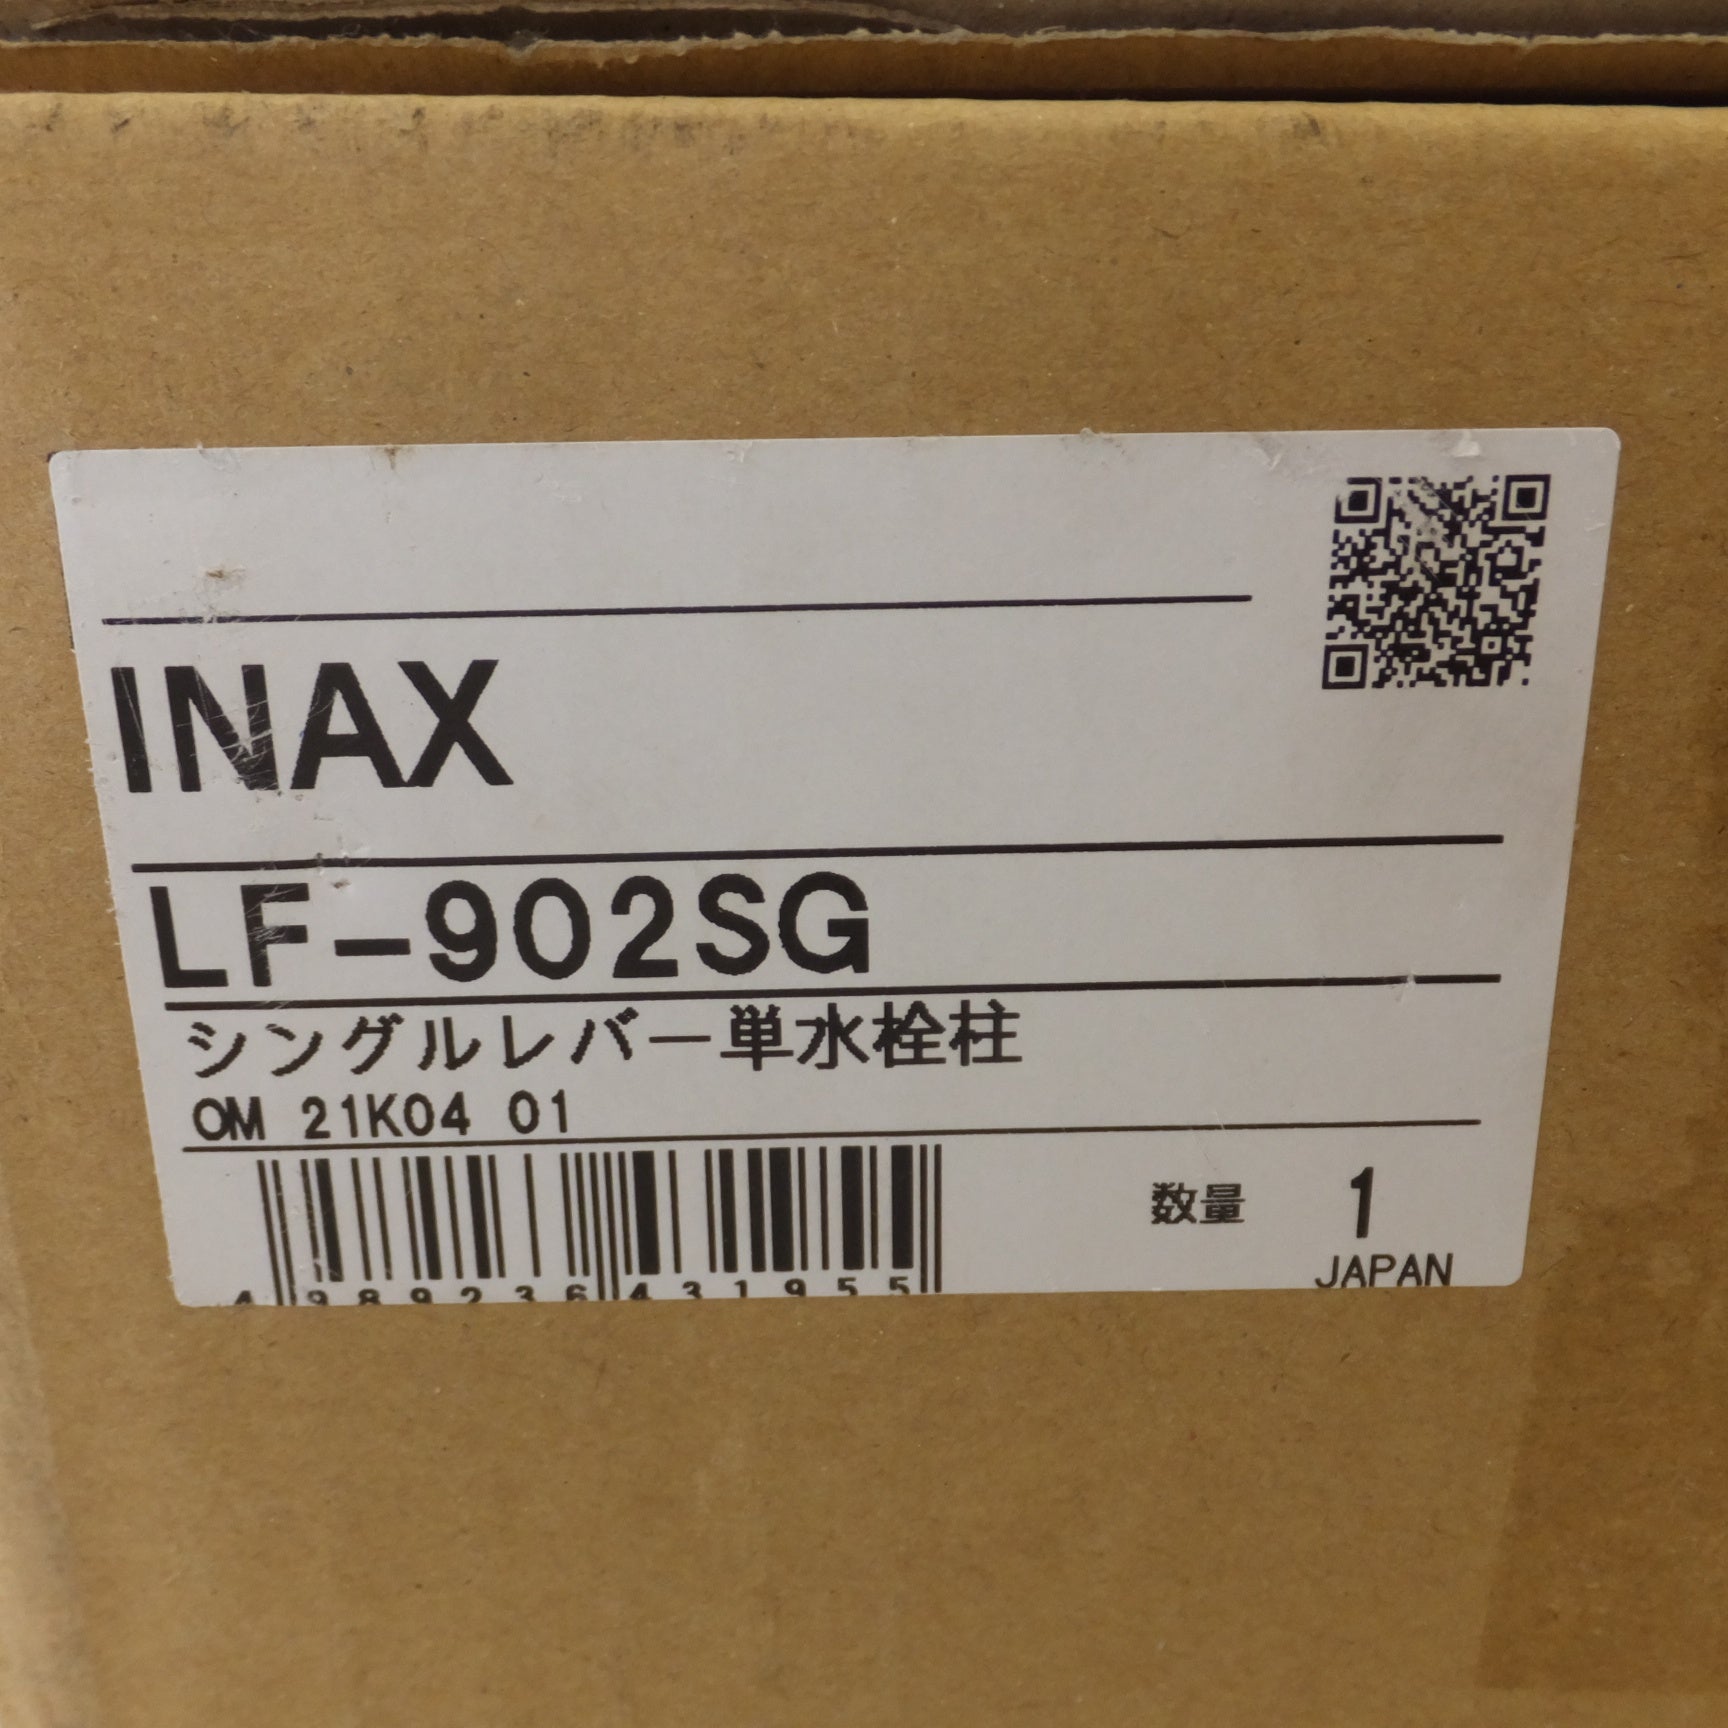 INAX
LF-902SG
シングルレバー単水栓柱
OM 21K04 01
数量 1
JAPAN
4 989236 431955